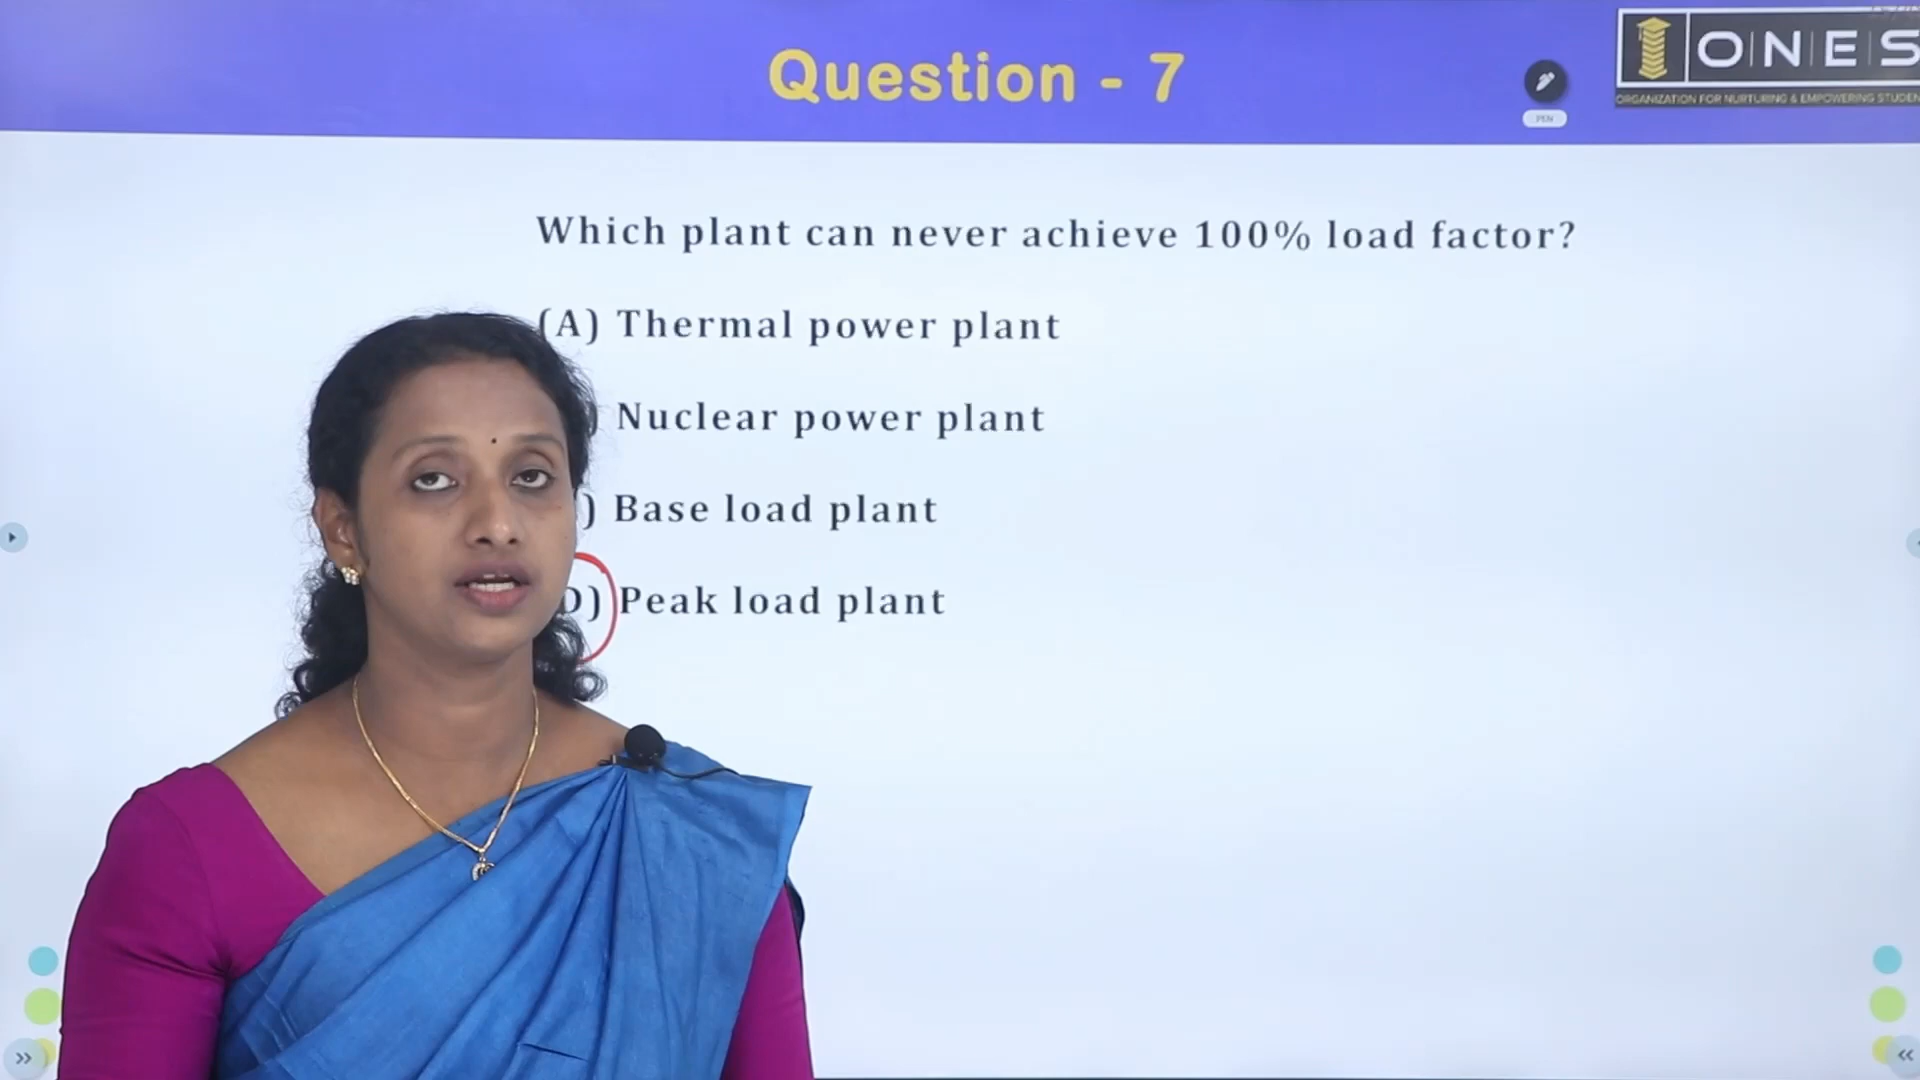 Question - 7
PEN
ONES
ORGANIZATION FOR NURTURING & EMPOWERING STUDEN
Which plant can never achieve 100% load factor?
(A) Thermal power plant
) Nuclear power plant
) Base load plant
D) Peak load plant